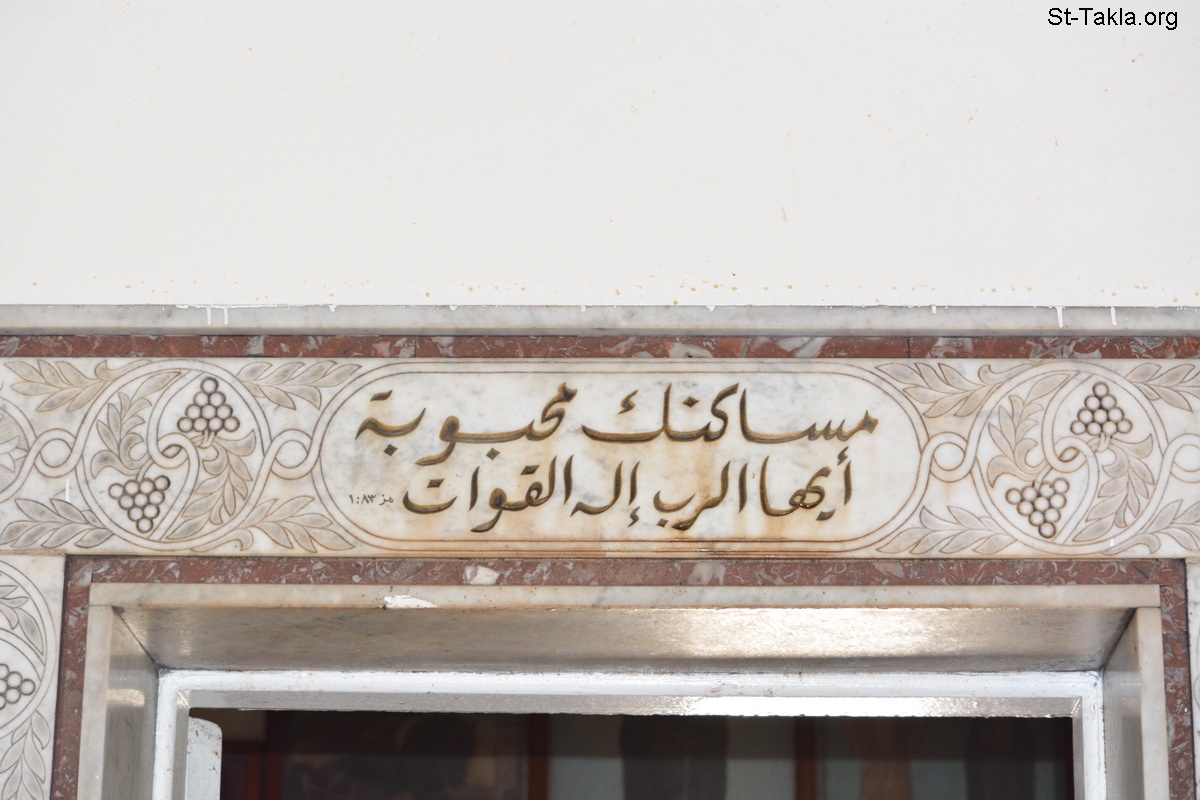 St-Takla.org
مساكنك محبوبة
أيها الرب إله القوات مز ٨٣:١